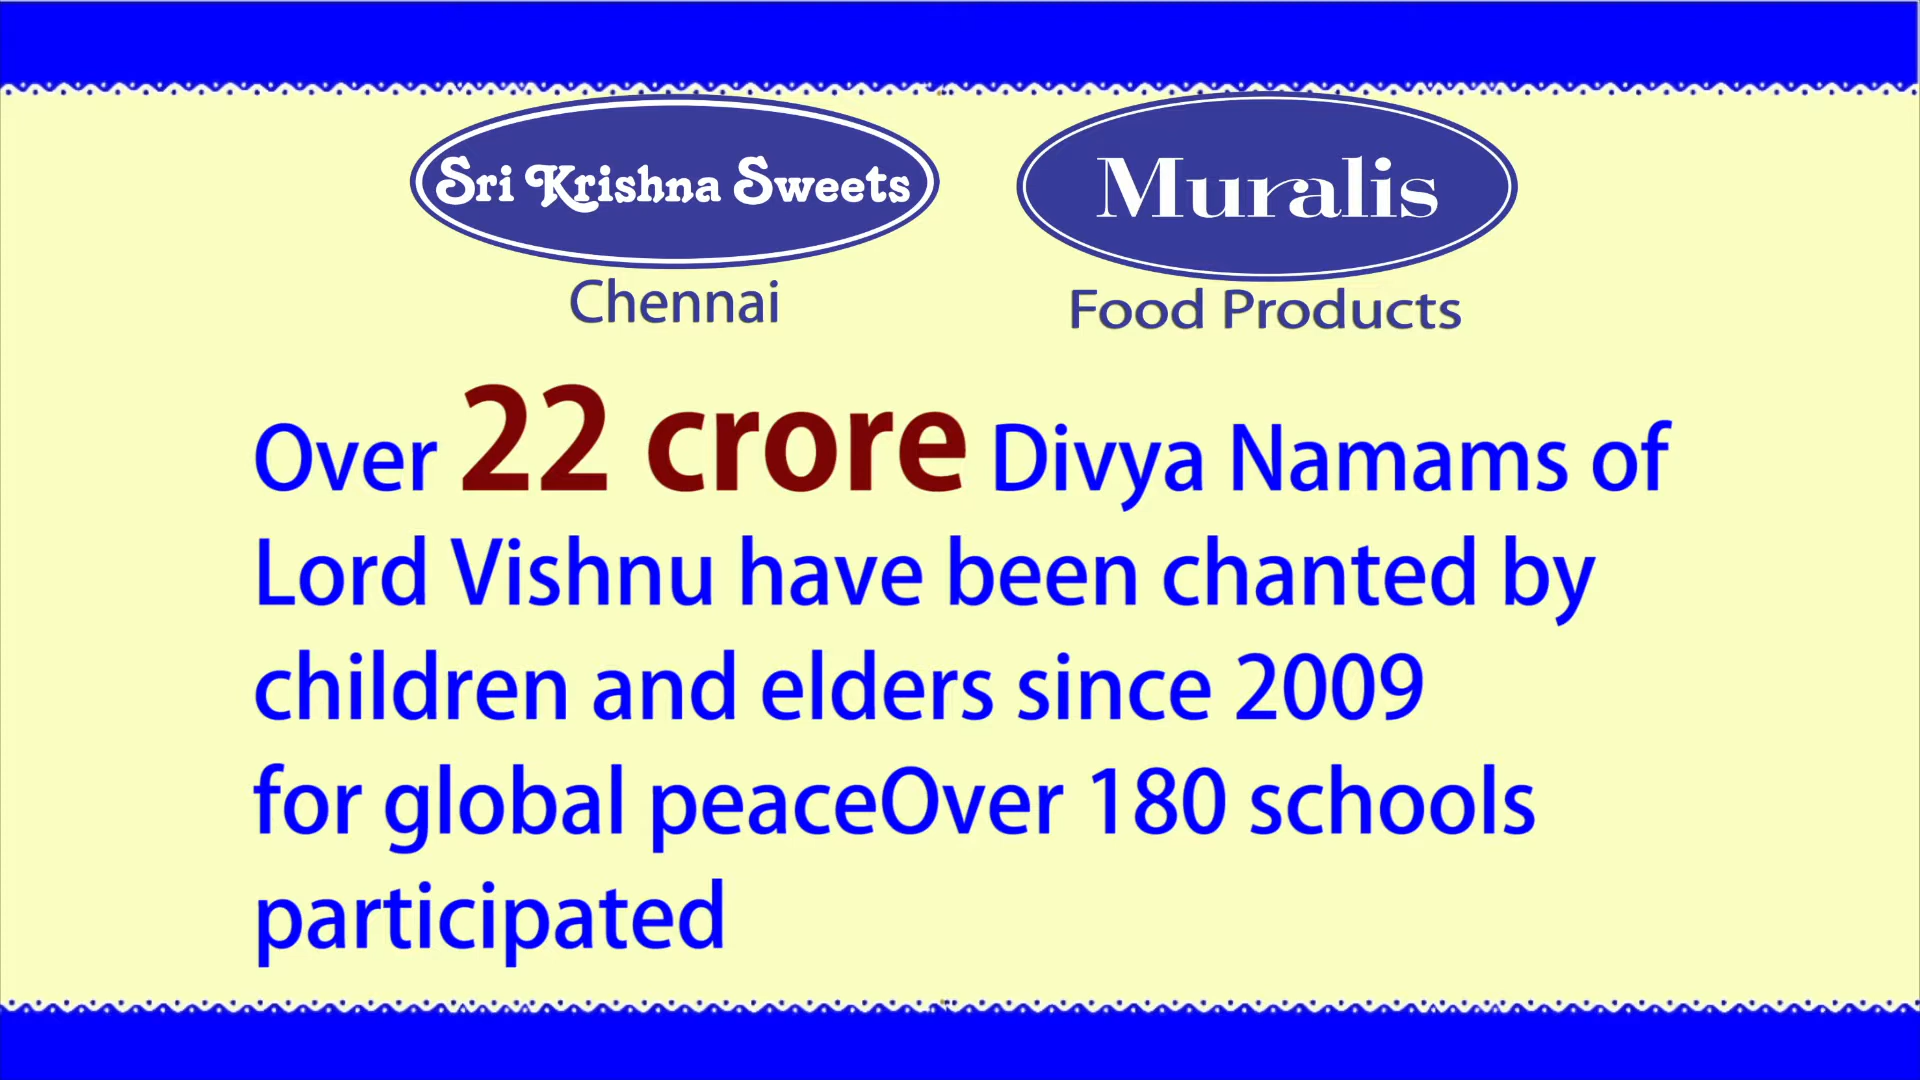 Sri Krishna Sweets
Chennai
Muralis
Food Products
Over 22 crore Divya Namams of
Lord Vishnu have been chanted by
children and elders since 2009
for global peaceOver 180 schools
participated